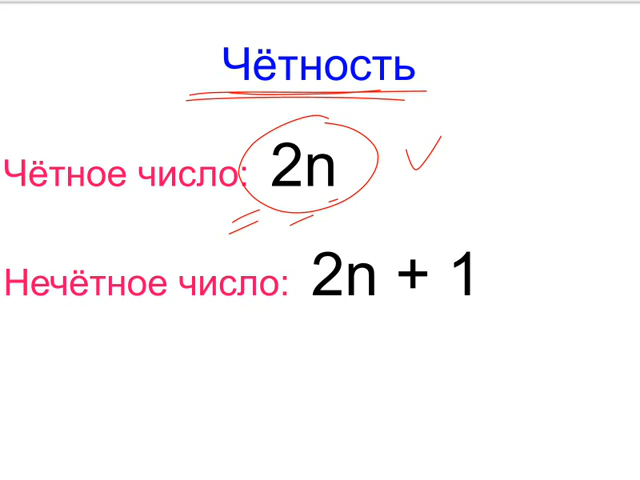 Чётность
Чётное число: 2n
Нечётное число: 2n + 1